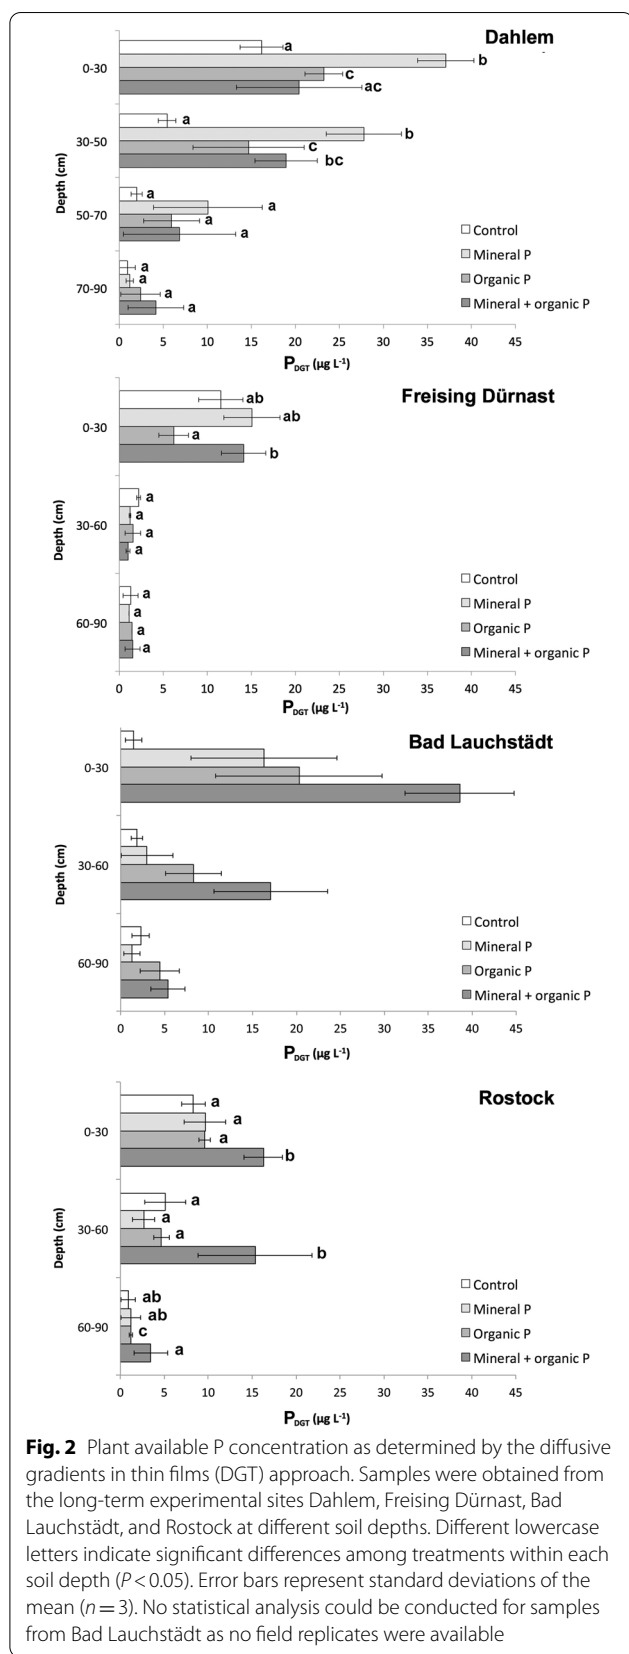 Dahlem
a
b
0-30
c
ac
a
b
30-50
c
bc
Depth (cm)
a
a
50-70
a
a
Control
Mineral P
Organic P
Mineral + organic P
a
a
70-90
a
a
0 5 10 15 20 25 30 35 40 45
P DGT (µg L-1)
Freising Dürnast
ab
ab
0-30
a
b
Depth (cm)
a
a
30-60
a
a
Control
Mineral P
Organic P
Mineral + organic P
a
a
60-90
a
a
0 5 10 15 20 25 30 35 40 45
P DGT (µg L-1)
Bad Lauchstädt
0-30
Depth (cm)
30-60
60-90
Control
Mineral P
Organic P
Mineral + organic P
0 5 10 15 20 25 30 35 40 45
P DGT (µg L-1)
Rostock
a
a
0-30
a
b
Depth (cm)
a
a
30-60
a
b
Control
Mineral P
Organic P
Mineral + organic P
ab
ab
60-90
c
a
0 5 10 15 20 25 30 35 40 45
P DGT (µg L-1)
Fig. 2 Plant available P concentration as determined by the diffusive
gradients in thin films (DGT) approach. Samples were obtained from
the long-term experimental sites Dahlem, Freising Dürnast, Bad
Lauchstädt, and Rostock at different soil depths. Different lowercase
letters indicate significant differences among treatments within each
soil depth (P < 0.05). Error bars represent standard deviations of the
mean (n = 3). No statistical analysis could be conducted for samples
from Bad Lauchstädt as no field replicates were available